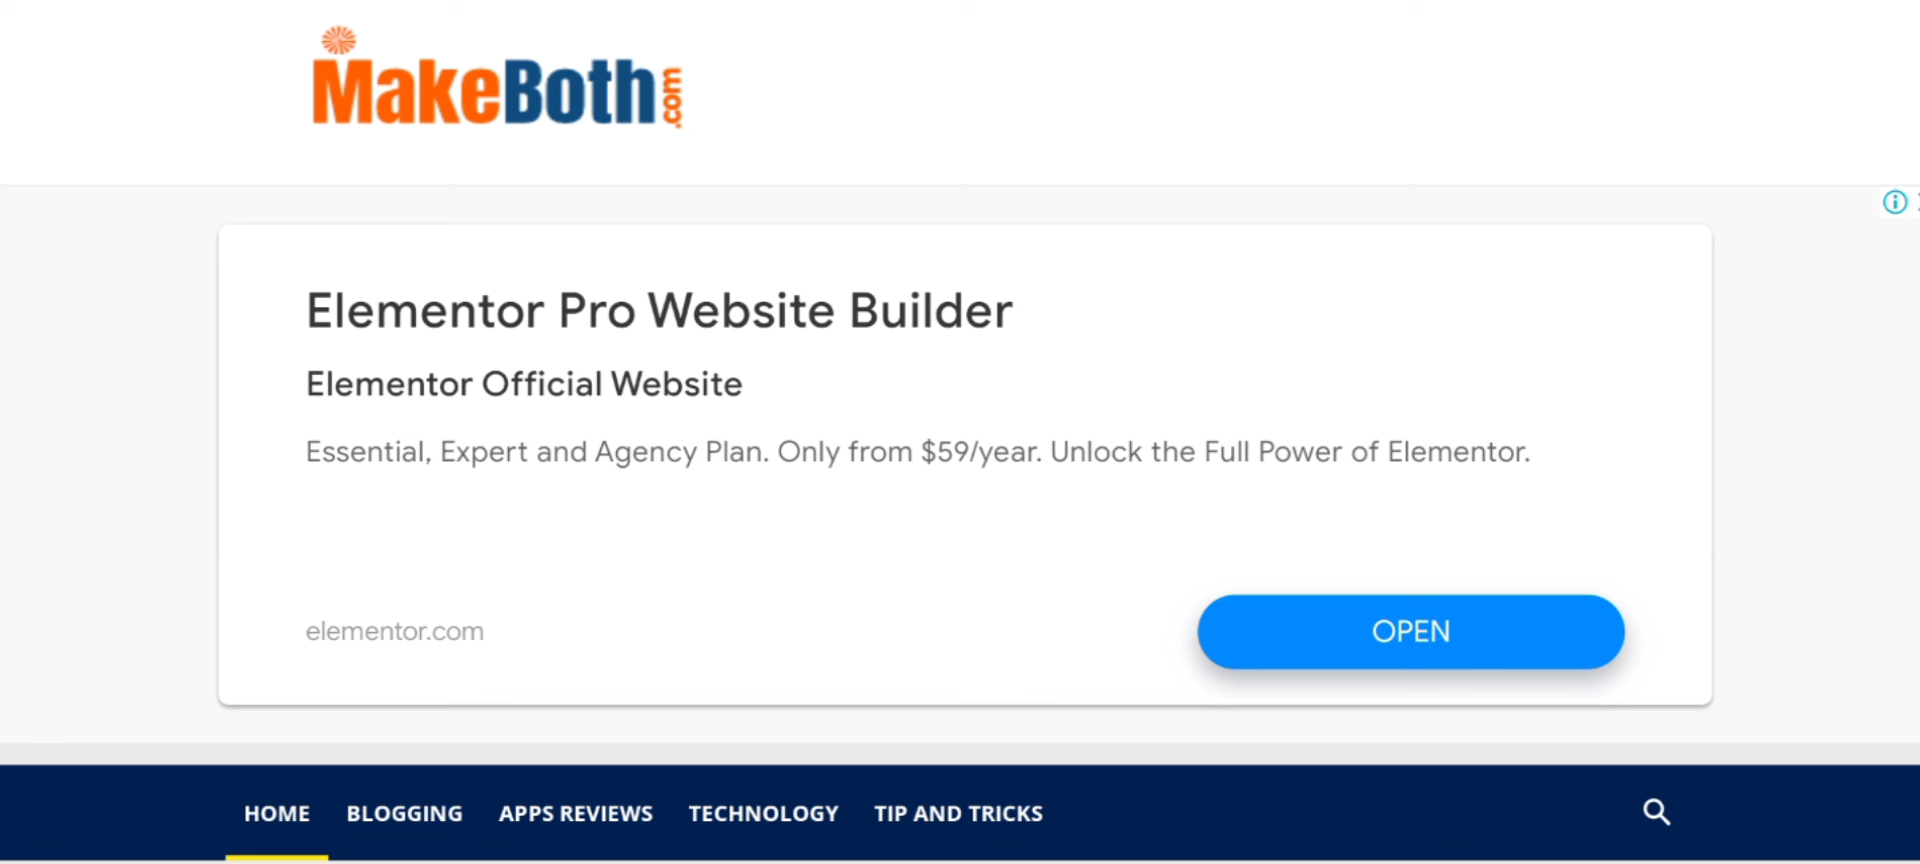 MakeBoth.com
Elementor Pro Website Builder
Elementor Official Website
Essential, Expert and Agency Plan. Only from $59/year. Unlock the Full Power of Elementor.
elementor.com
OPEN
HOME BLOGGING APPS REVIEWS TECHNOLOGY TIP AND TRICKS